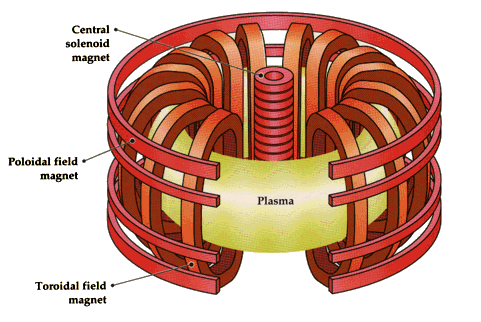 Central
solenoid
magnet
Poloidal field
magnet
Plasma
Toroidal field
magnet